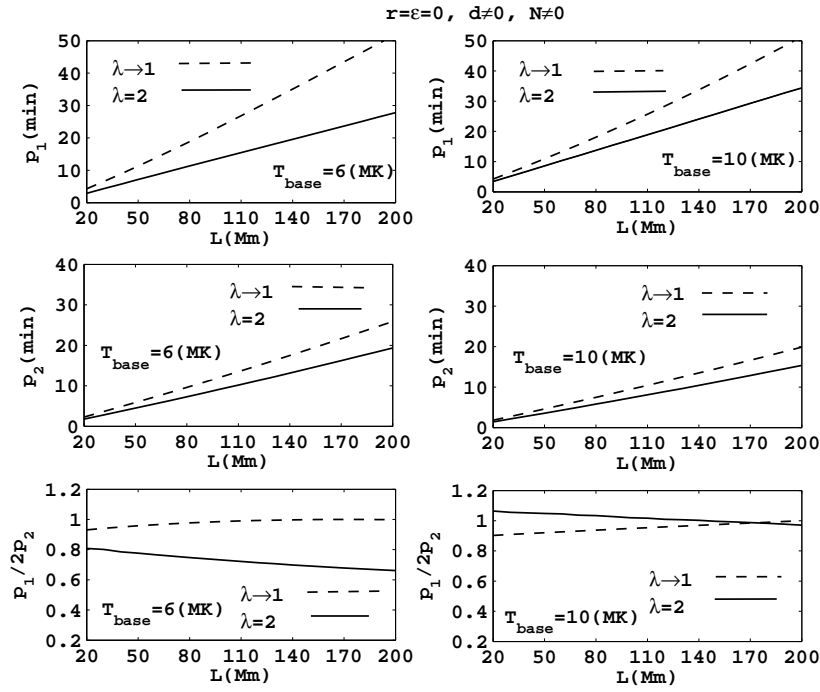 r=ε=0, d≠0, N≠0
50
40
30
20
10
0
p1(min)
λ→1
λ=2
Tbase=6(MK)
20 50 80 110 140 170 200
L(Mm)
50
40
30
20
10
0
p1(min)
λ→1
λ=2
Tbase=10(MK)
20 50 80 110 140 170 200
L(Mm)
40
30
20
10
0
p2(min)
λ→1
λ=2
Tbase=6(MK)
20 50 80 110 140 170 200
L(Mm)
40
30
20
10
0
p2(min)
λ→1
λ=2
Tbase=10(MK)
20 50 80 110 140 170 200
L(Mm)
1.2
1
0.8
0.6
0.4
0.2
p1/2p2
λ→1
λ=2
Tbase=6(MK)
20 50 80 110 140 170 200
L(Mm)
1.2
1
0.8
0.6
0.4
0.2
p1/2p2
λ→1
λ=2
Tbase=10(MK)
20 50 80 110 140 170 200
L(Mm)